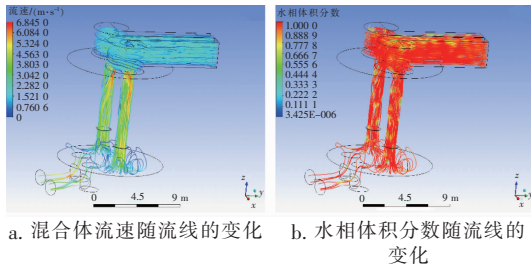 流速/(m·s⁻¹)
6.845 0
6.084 0
5.324 0
4.563 0
3.803 0
3.042 0
2.282 0
1.521 0
0.760 6
0
0 4.5 9 m
z
y
x
a. 混合体流速随流线的变化
水相体积分数
1.000 0
0.888 9
0.777 8
0.666 7
0.555 6
0.444 4
0.333 3
0.222 2
0.111 1
3.425E-006
0 4.5 9 m
z
y
x
b. 水相体积分数随流线的
变化